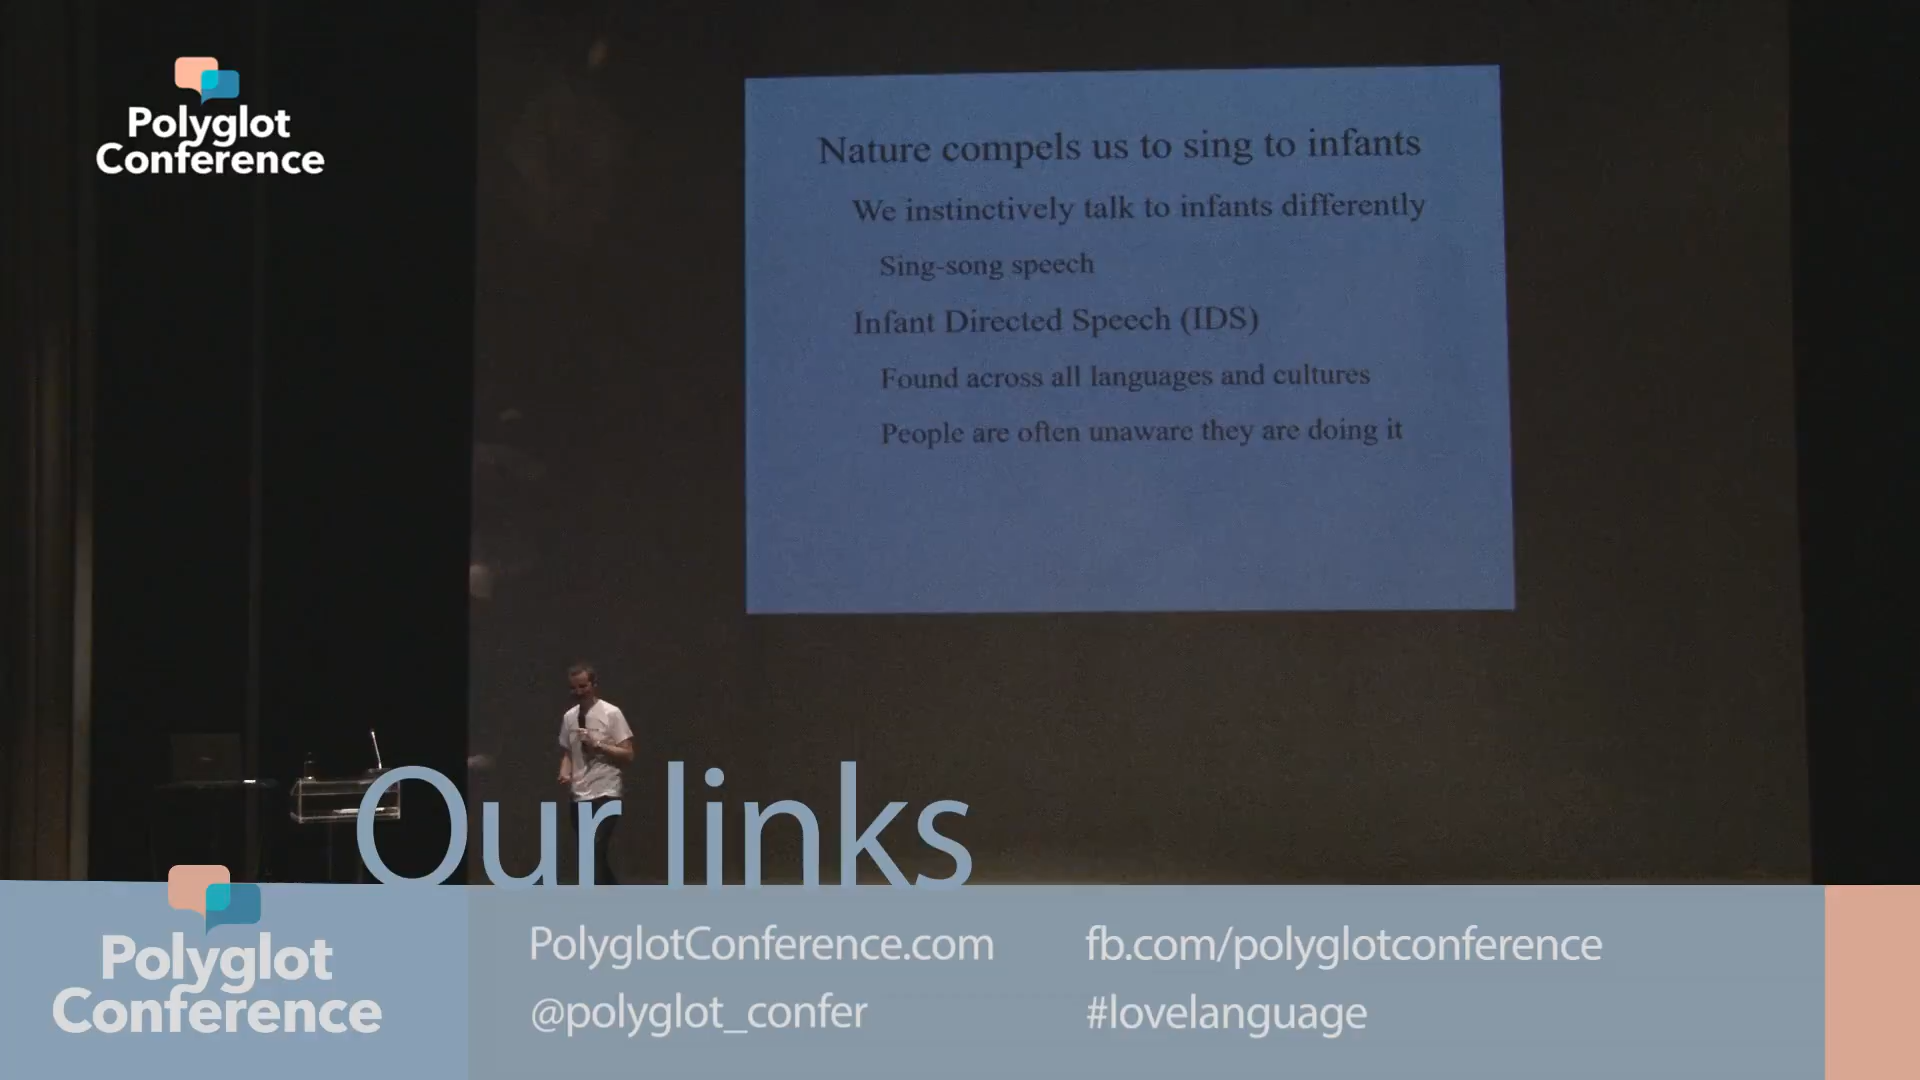 Polyglot
Conference
Nature compels us to sing to infants
We instinctively talk to infants differently
Sing-song speech
Infant Directed Speech (IDS)
Found across all languages and cultures
People are often unaware they are doing it
Our links
Polyglot
Conference
PolyglotConference.com
fb.com/polyglotconference
@polyglot_confer
#lovelanguage